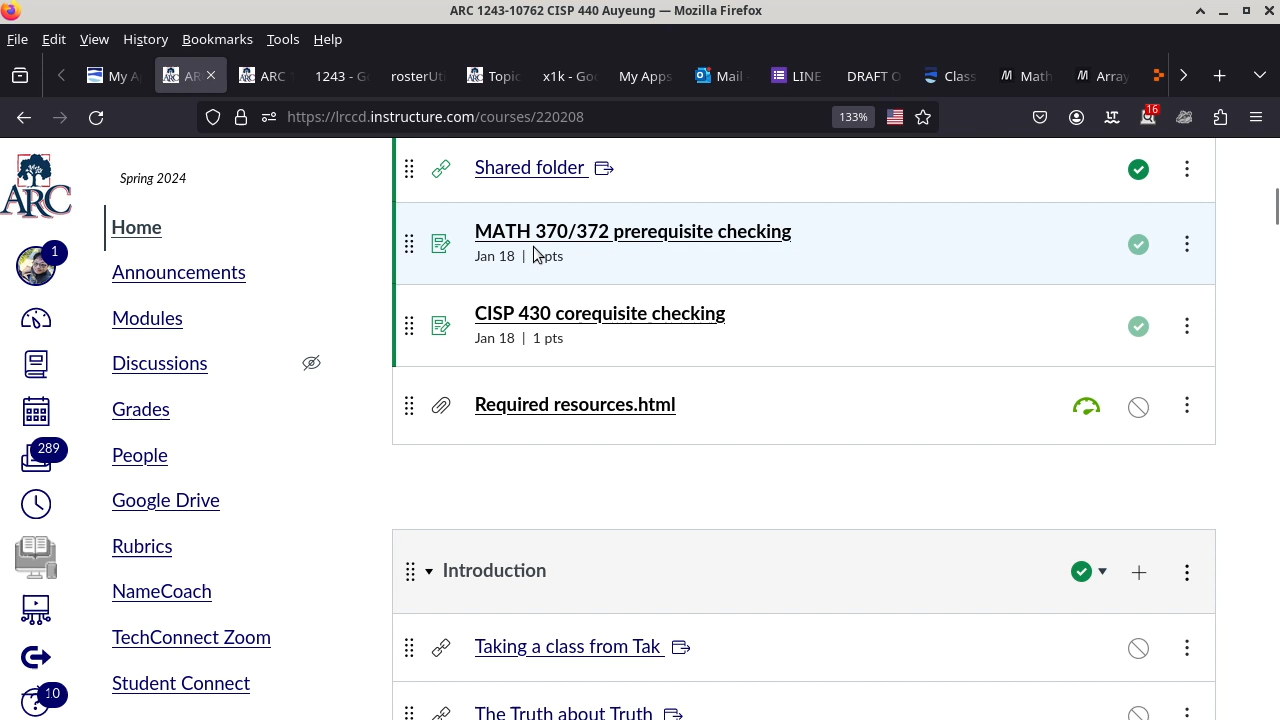 ARC 1243-10762 CISP 440 Auyeung — Mozilla Firefox
File Edit View History Bookmarks Tools Help
My A AR ARC 1243 - Go rosterUti Topic x1k - Goo My Apps Mail - LINE DRAFT O Class Math Array
https://lrccd.instructure.com/courses/220208 133% 16
ARC
Spring 2024
Home
Announcements
Modules
Discussions
Grades
People
Google Drive
Rubrics
NameCoach
TechConnect Zoom
Student Connect
1
289
10
Shared folder
MATH 370/372 prerequisite checking
Jan 18 | pts
CISP 430 corequisite checking
Jan 18 | 1 pts
Required resources.html
Introduction
Taking a class from Tak
The Truth about Truth